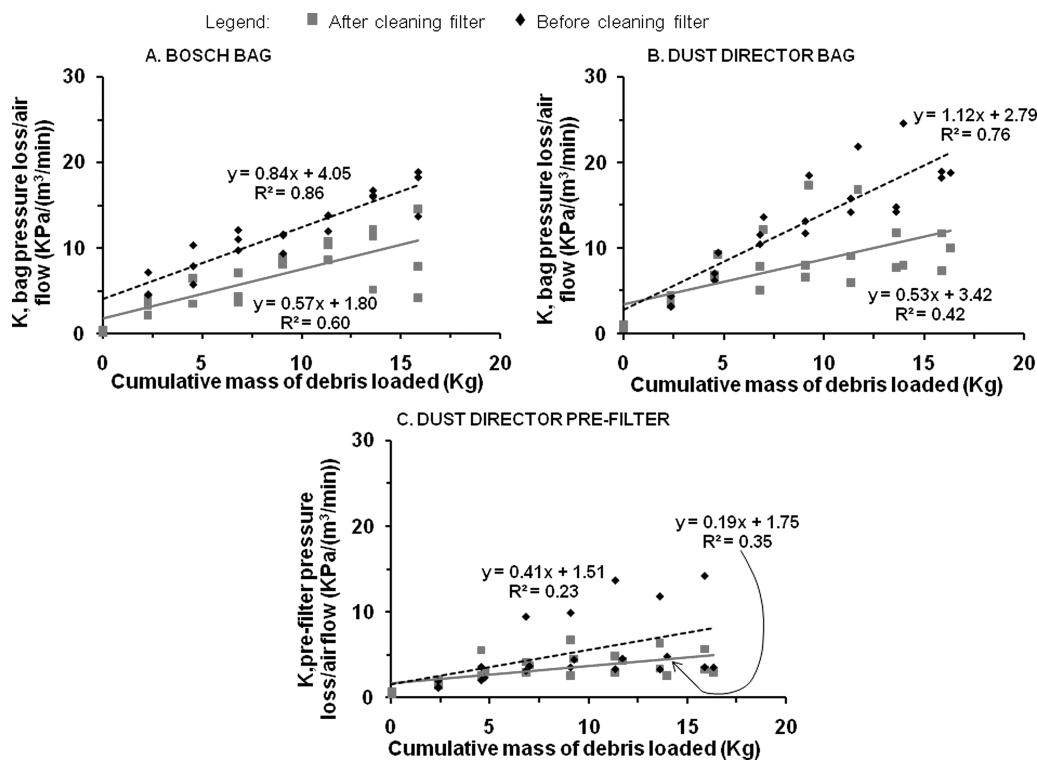 Legend: After cleaning filter Before cleaning filter
A. BOSCH BAG
30
20
10
0
0 5 10 15 20
K, bag pressure loss/air
flow (KPa/(m³/min))
y = 0.84x + 4.05
R² = 0.86
y = 0.57x + 1.80
R² = 0.60
Cumulative mass of debris loaded (Kg)
B. DUST DIRECTOR BAG
30
20
10
0
0 5 10 15 20
K, bag pressure loss/air
flow (KPa/(m³/min))
y = 1.12x + 2.79
R² = 0.76
y = 0.53x + 3.42
R² = 0.42
Cumulative mass of debris loaded (Kg)
C. DUST DIRECTOR PRE-FILTER
30
20
10
0
0 5 10 15 20
K,pre-filter pressure
loss/air flow (KPa/(m³/min))
y = 0.19x + 1.75
R² = 0.35
y = 0.41x + 1.51
R² = 0.23
Cumulative mass of debris loaded (Kg)